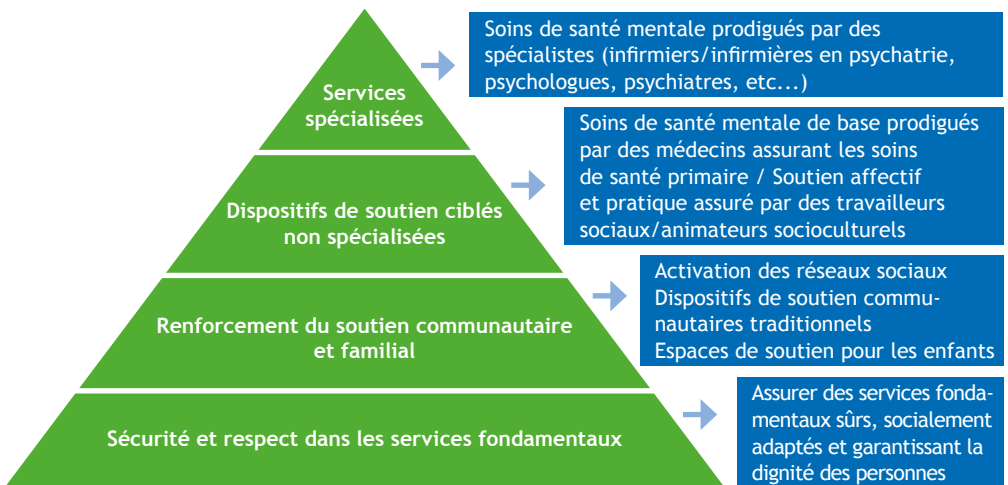 Services
spécialisées
Soins de santé mentale prodigués par des
spécialistes (infirmiers/infirmières en psychatrie,
psychologues, psychiatres, etc...)
Dispositifs de soutien ciblés
non spécialisées
Soins de santé mentale de base prodigués
par des médecins assurant les soins
de santé primaire / Soutien affectif
et pratique assuré par des travailleurs
sociaux/animateurs socioculturels
Renforcement du soutien communautaire
et familial
Activation des réseaux sociaux
Dispositifs de soutien commu-
nautaires traditionnels
Espaces de soutien pour les enfants
Sécurité et respect dans les services fondamentaux
Assurer des services fonda-
mentaux sûrs, socialement
adaptés et garantissant la
dignité des personnes